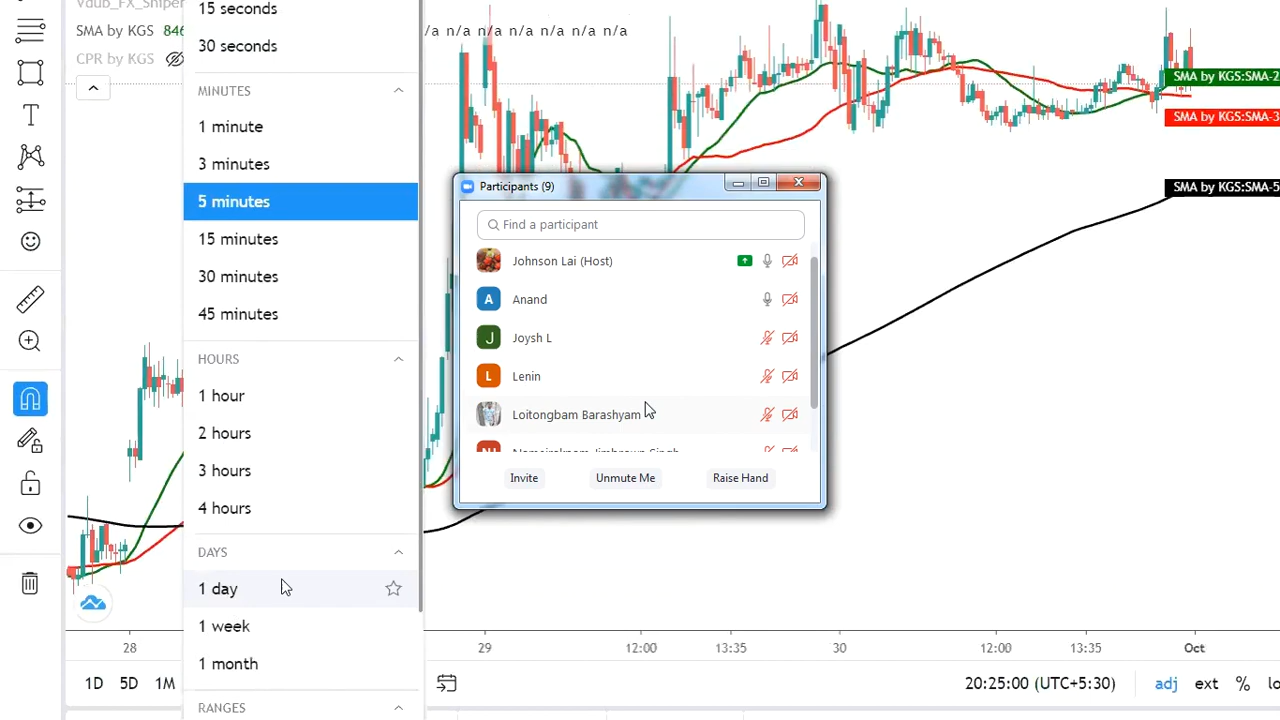 Vdub_FX_Sniper
SMA by KGS 846
CPR by KGS
/a n/a n/a n/a n/a n/a n/a
15 seconds
30 seconds
MINUTES
1 minute
3 minutes
5 minutes
15 minutes
30 minutes
45 minutes
HOURS
1 hour
2 hours
3 hours
4 hours
DAYS
1 day
1 week
1 month
RANGES
Participants (9)
Find a participant
Johnson Lai (Host)
A Anand
J Joysh L
L Lenin
Loitongbam Barashyam
Invite
Unmute Me
Raise Hand
SMA by KGS:SMA-2
SMA by KGS:SMA-3
SMA by KGS:SMA-5
28
29
12:00
13:35
30
12:00
13:35
Oct
1D 5D 1M
20:25:00 (UTC+5:30)
adj ext % lo